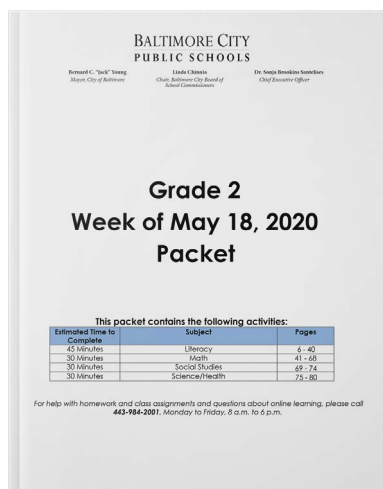 BALTIMORE CITY
PUBLIC SCHOOLS
Bernard C. "Jack" Young Linda Chinnia Dr. Sonja Brookins Santelises
Mayor, City of Baltimore Chair, Baltimore City Board of Chief Executive Officer
School Commissioners
Grade 2
Week of May 18, 2020
Packet
This packet contains the following activities:
Estimated Time to Subject Pages
Complete
45 Minutes Literacy 6 - 40
30 Minutes Math 41 - 68
30 Minutes Social Studies 69 - 74
30 Minutes Science/Health 75 - 80
For help with homework and class assignments and questions about online learning, please call
443-984-2001, Monday to Friday, 8 a.m. to 6 p.m.